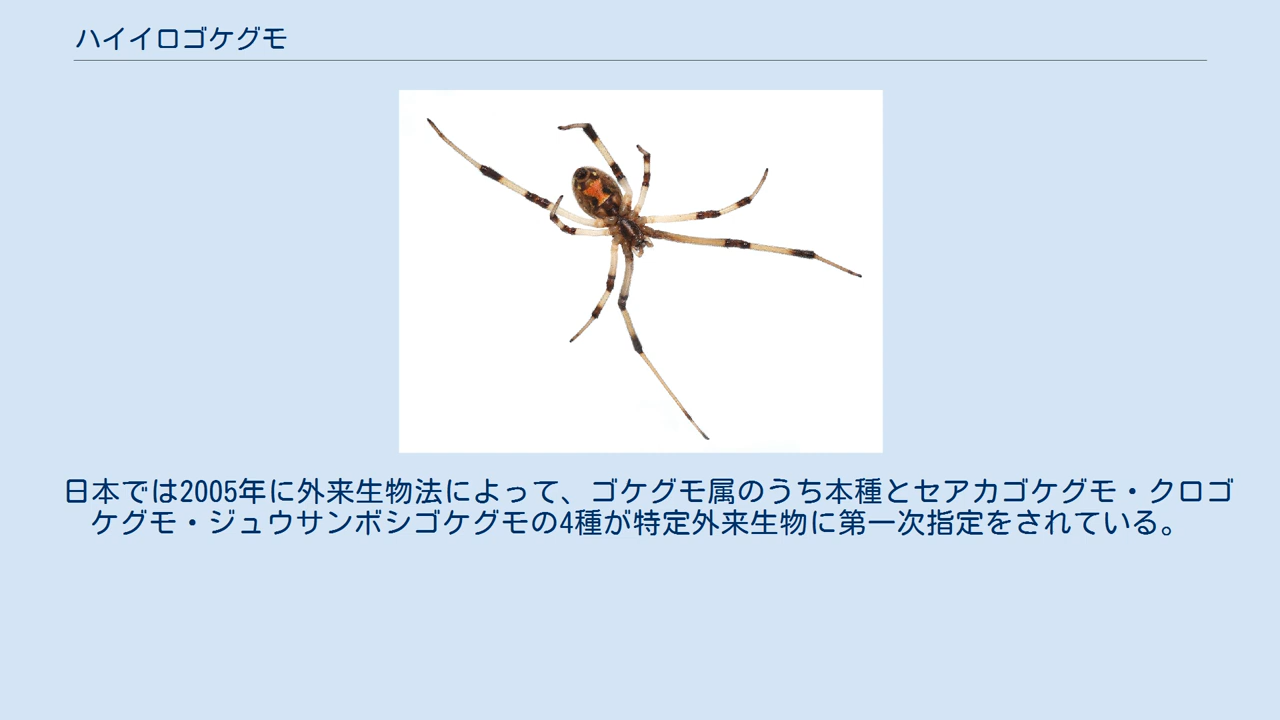 ハイイロゴケグモ
日本では2005年に外来生物法によって、ゴケグモ属のうち本種とセアカゴケグモ・クロゴ
ケグモ・ジュウサンボシゴケグモの4種が特定外来生物に第一次指定をされている。